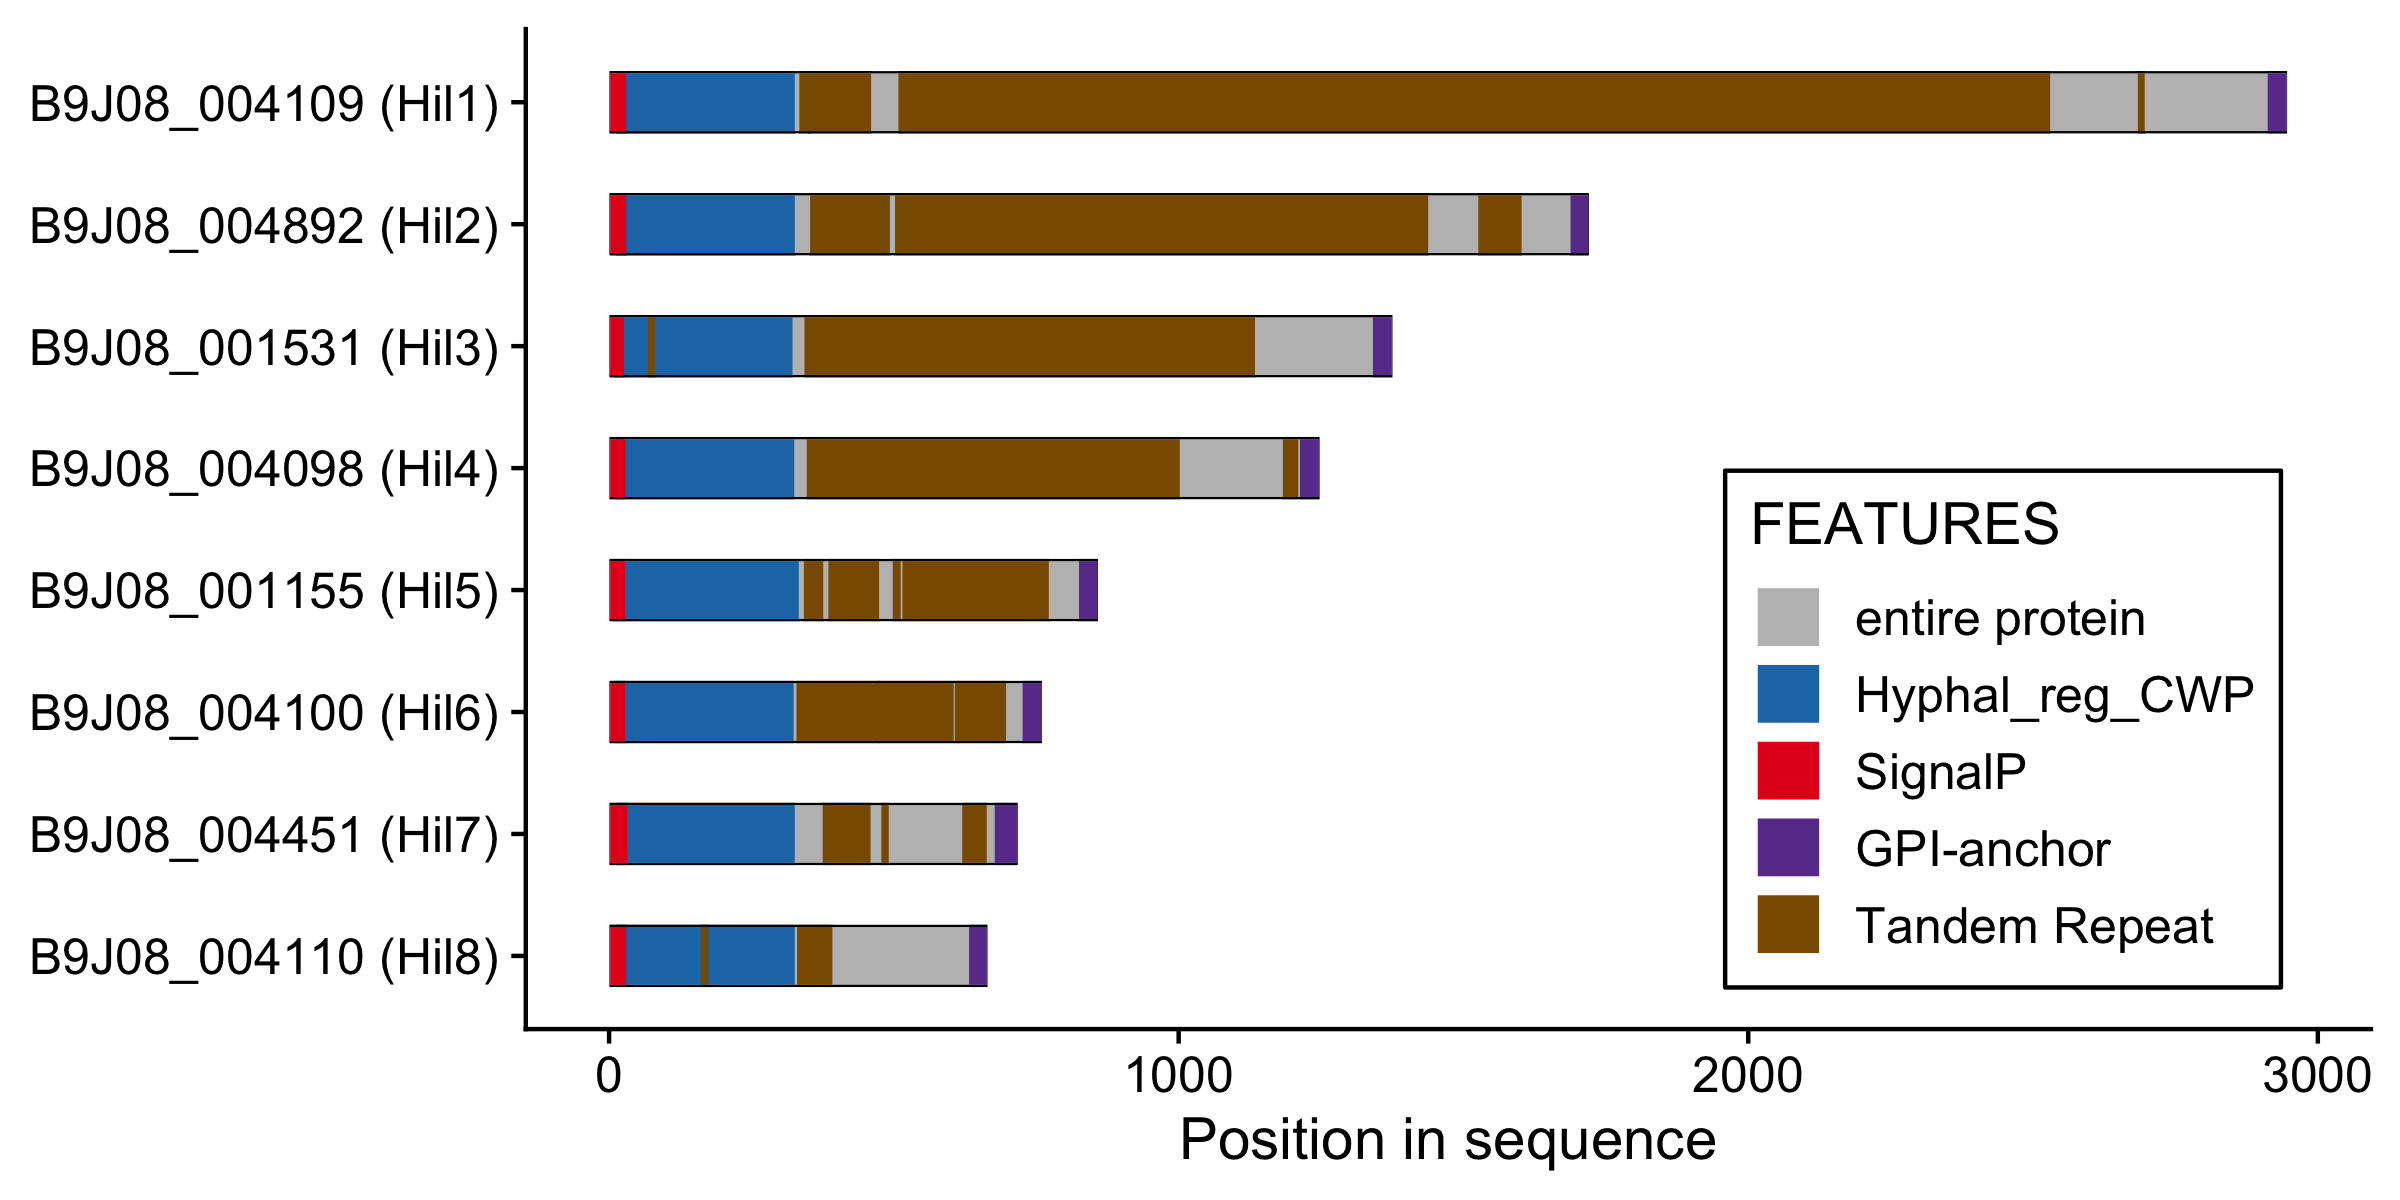 B9J08_004109 (Hil1)
B9J08_004892 (Hil2)
B9J08_001531 (Hil3)
B9J08_004098 (Hil4)
B9J08_001155 (Hil5)
B9J08_004100 (Hil6)
B9J08_004451 (Hil7)
B9J08_004110 (Hil8)
FEATURES
entire protein
Hyphal_reg_CWP
SignalP
GPI-anchor
Tandem Repeat
0 1000 2000 3000
Position in sequence